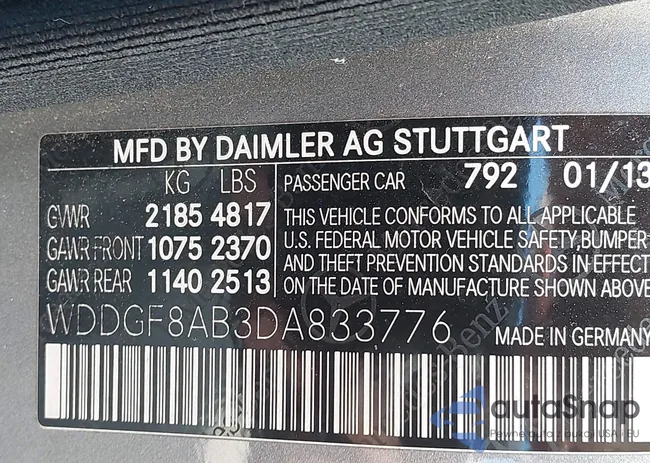 MFD BY DAIMLER AG STUTTGART
KG LBS PASSENGER CAR 792 01/13
GVWR 2185 4817
GAWR FRONT 1075 2370
GAWR REAR 1140 2513
THIS VEHICLE CONFORMS TO ALL APPLICABLE
U.S. FEDERAL MOTOR VEHICLE SAFETY, BUMPER-
AND THEFT PREVENTION STANDARDS IN EFFECT
ON THE DATE OF MANUFACTURE SHOWN ABOVE.
WDDGF8AB3DA833776 MADE IN GERMANY
autoSnap